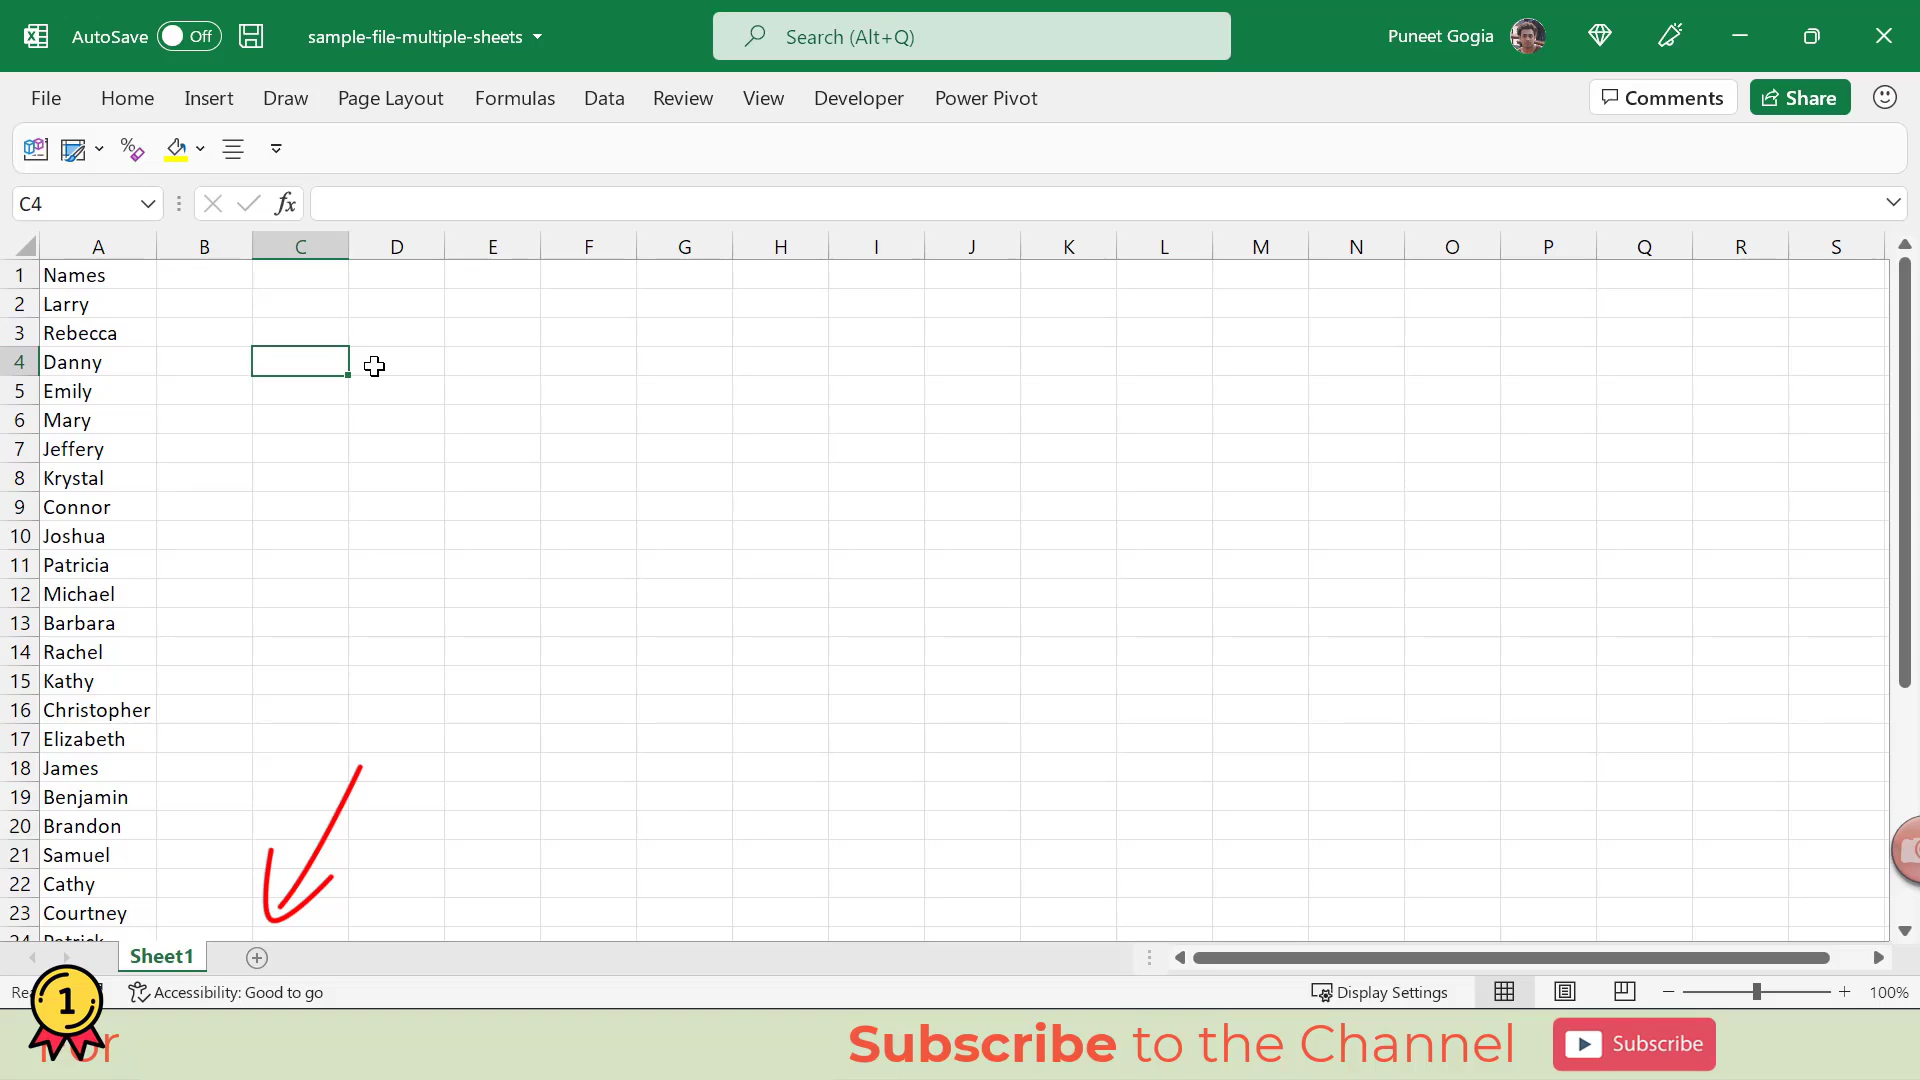 AutoSave Off sample-file-multiple-sheets Search (Alt+Q) Puneet Gogia
File Home Insert Draw Page Layout Formulas Data Review View Developer Power Pivot Comments Share
C4 fx
A B C D E F G H I J K L M N O P Q R S
1 Names
2 Larry
3 Rebecca
4 Danny
5 Emily
6 Mary
7 Jeffery
8 Krystal
9 Connor
10 Joshua
11 Patricia
12 Michael
13 Barbara
14 Rachel
15 Kathy
16 Christopher
17 Elizabeth
18 James
19 Benjamin
20 Brandon
21 Samuel
22 Cathy
23 Courtney
24 Patrick
Sheet1
Accessibility: Good to go Display Settings 100%
1
Subscribe to the Channel Subscribe